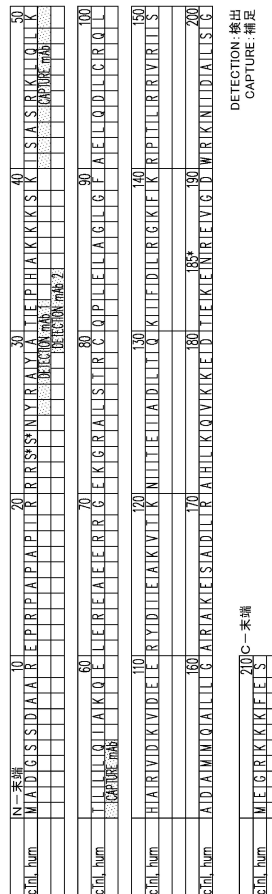 N－末端 10 20 30 40 50
cTnI, hum M A D G S S D A A R E P R P A P A P I R R R S* S* N Y R A Y A T E P H A K K K S K I S A S R K L Q L K
DETECTION mAb 1 CAPTURE mAb
DETECTION mAb 2
60 70 80 90 100
cTnI, hum T L L L Q I A K Q E L E R E A E E R R G E K G R A L S T R C Q P L E L A G L G F A E L Q D L C R Q L
CAPTURE mAb
110 120 130 140 150
cTnI, hum H A R V D K V D E E R Y D I E A K V T K N I T E I A D L T Q K I F D L R G K F K R P T L R R V R I S
160 170 180 185* 190 200
cTnI, hum A D A M M Q A L L G A R A K E S A D L R A H L K Q V K K E D T E K E N R E V G D W R K N I D A L S G
210 C－末端
cTnI, hum M E G R K K K F E S
DETECTION:検出
CAPTURE:補足